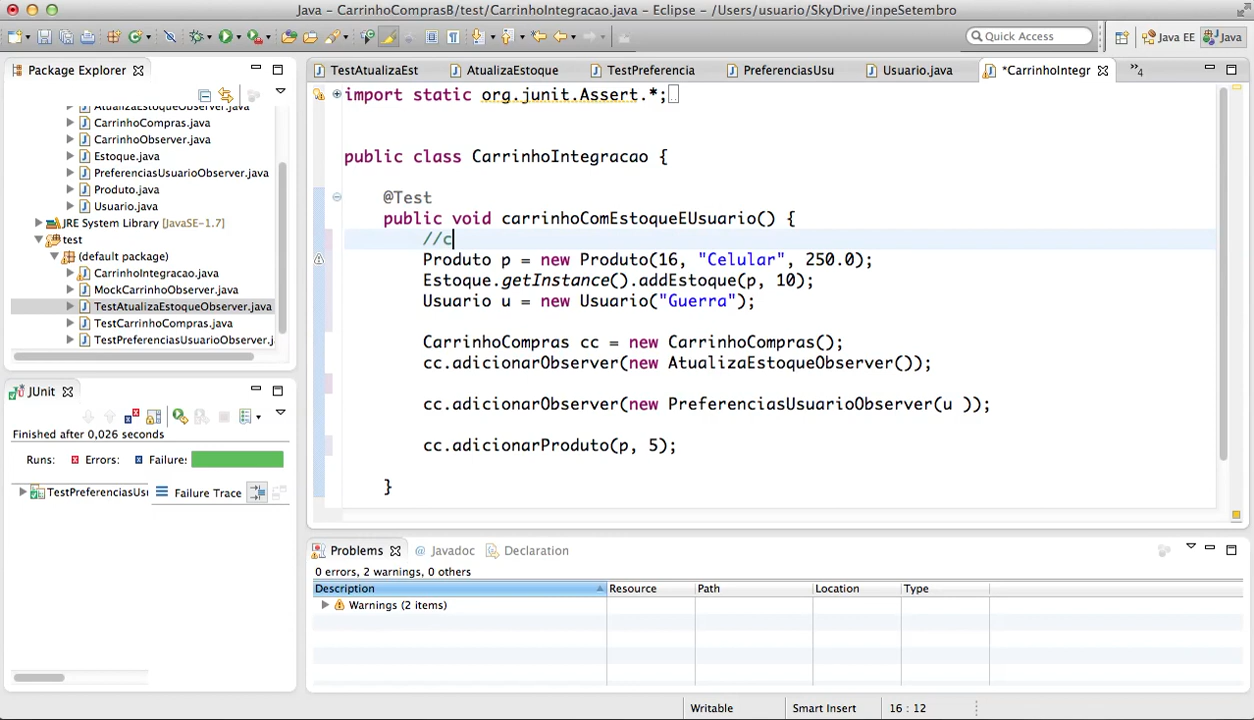 Java - CarrinhoComprasB/test/CarrinhoIntegracao.java - Eclipse - /Users/usuario/SkyDrive/inpeSetembro
Quick Access
Java EE
Java
Package Explorer
AtualizaEstoqueObserver.java
CarrinhoCompras.java
CarrinhoObserver.java
Estoque.java
PreferenciasUsuarioObserver.java
Produto.java
Usuario.java
JRE System Library [JavaSE-1.7]
test
(default package)
CarrinhoIntegracao.java
MockCarrinhoObserver.java
TestAtualizaEstoqueObserver.java
TestCarrinhoCompras.java
TestPreferenciasUsuarioObserver.j
JUnit
Finished after 0,026 seconds
Runs: Errors: Failure:
TestPreferenciasUsu
Failure Trace
TestAtualizaEst
AtualizaEstoque
TestPreferencia
PreferenciasUsu
Usuario.java
*CarrinhoIntegr
»4
import static org.junit.Assert.*;
public class CarrinhoIntegracao {
@Test
public void carrinhoComEstoqueEUsuario() {
//c
Produto p = new Produto(16, "Celular", 250.0);
Estoque.getInstance().addEstoque(p, 10);
Usuario u = new Usuario("Guerra");
CarrinhoCompras cc = new CarrinhoCompras();
cc.adicionarObserver(new AtualizaEstoqueObserver());
cc.adicionarObserver(new PreferenciasUsuarioObserver(u ));
cc.adicionarProduto(p, 5);
}
Problems
@ Javadoc
Declaration
0 errors, 2 warnings, 0 others
Description Resource Path Location Type
Warnings (2 items)
Writable Smart Insert 16 : 12